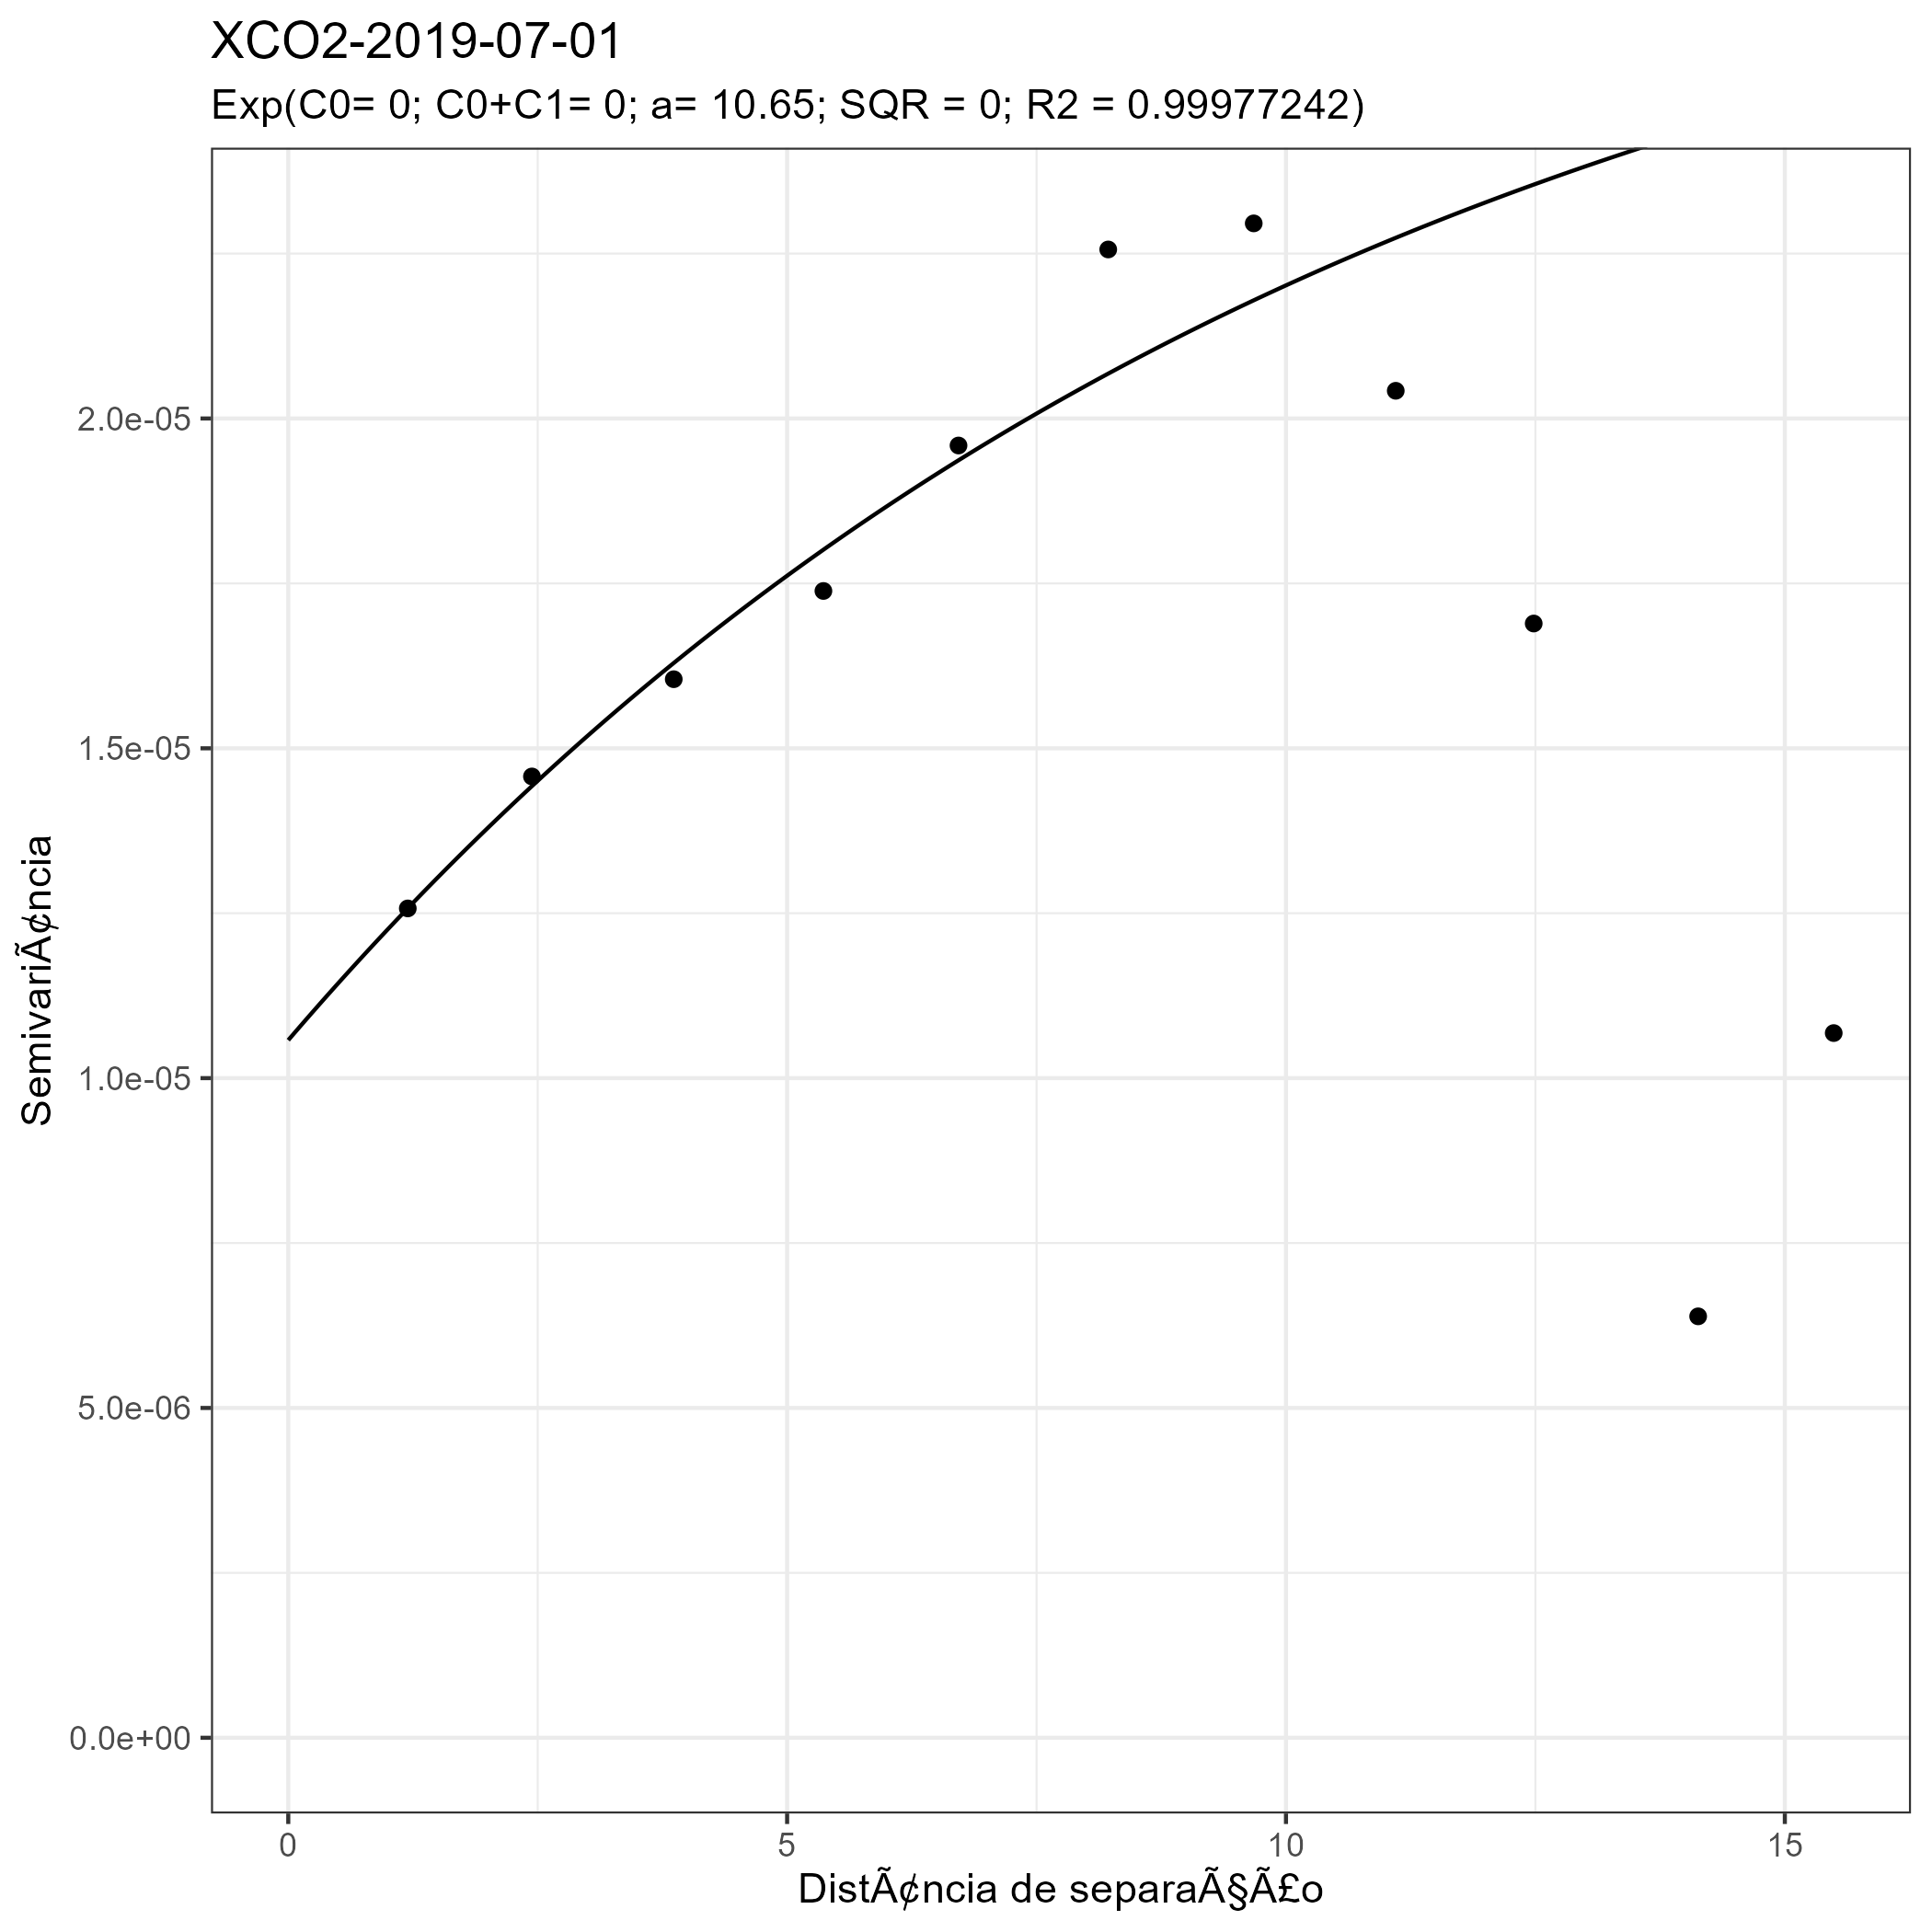 XCO2-2019-07-01
Exp(C0= 0; C0+C1= 0; a= 10.65; SQR = 0; R2 = 0.99977242)
SemivariÃ¢ncia
2.0e-05
1.5e-05
1.0e-05
5.0e-06
0.0e+00
0 5 10 15
DistÃ¢ncia de separaÃ§Ã£o